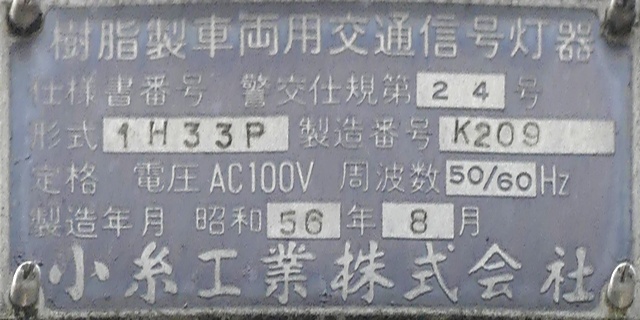 樹脂製車両用交通信号灯器
仕様書番号 警交仕規第 24 号
形式 1H33P 製造番号 K209
定格 電圧 AC100V 周波数 50/60 Hz
製造年月 昭和 56 年 8 月
小糸工業株式会社